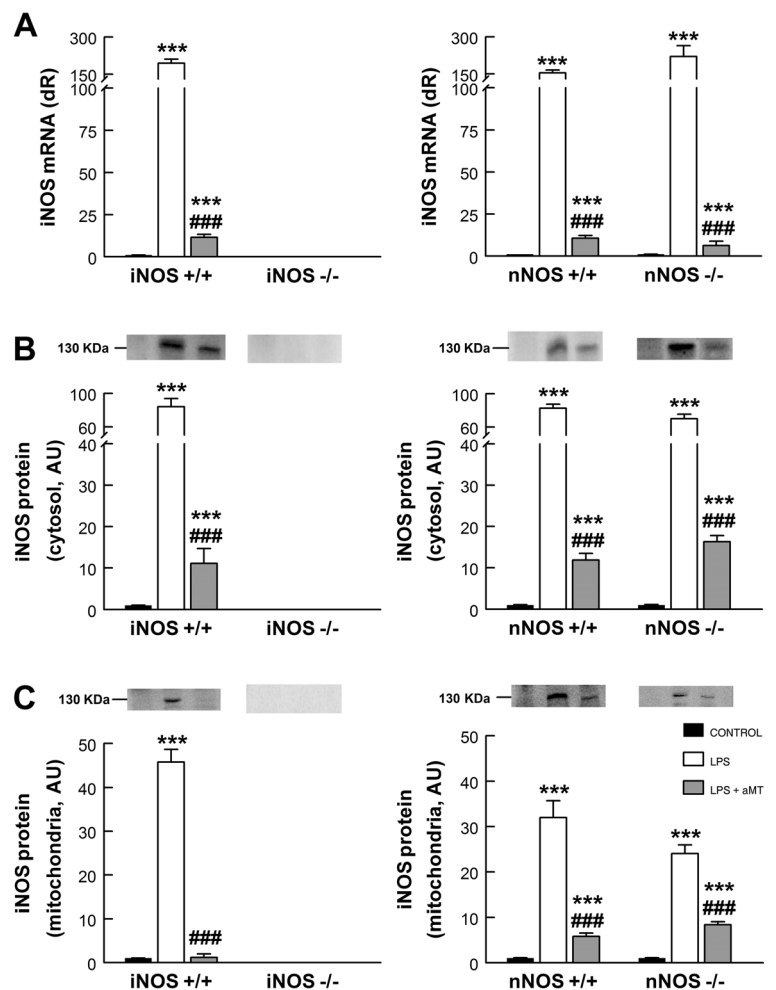 A
iNOS mRNA (dR)
300
150
100
75
50
25
0
***
***
###
iNOS +/+
iNOS -/-
iNOS mRNA (dR)
300
150
100
75
50
25
0
***
***
###
***
***
###
nNOS +/+
nNOS -/-
B
130 KDa
iNOS protein
(cytosol, AU)
100
60
40
30
20
10
0
***
***
###
iNOS +/+
iNOS -/-
130 KDa
iNOS protein
(cytosol, AU)
100
60
40
30
20
10
0
***
***
###
***
***
###
nNOS +/+
nNOS -/-
C
130 KDa
iNOS protein
(mitochondria, AU)
50
40
30
20
10
0
***
###
iNOS +/+
iNOS -/-
130 KDa
CONTROL
LPS
LPS + aMT
iNOS protein
(mitochondria, AU)
50
40
30
20
10
0
***
***
###
***
***
###
nNOS +/+
nNOS -/-